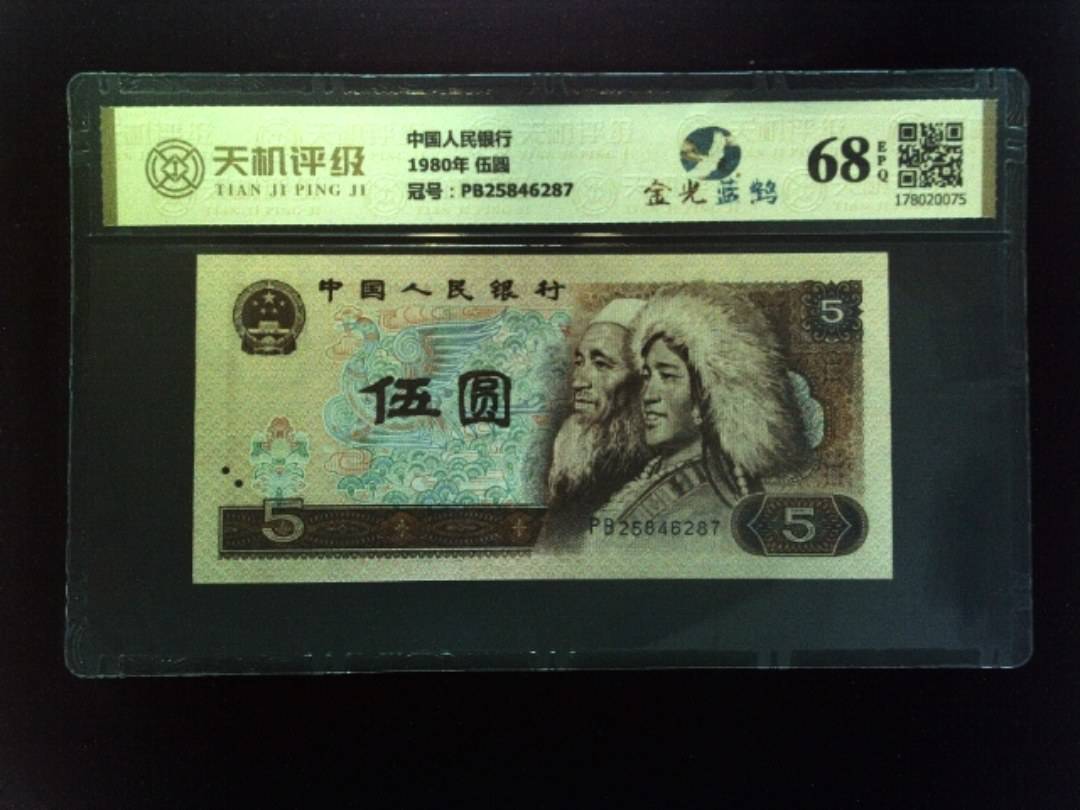 天机评级
TIAN JI PING JI
中国人民银行
1980年 伍圆
冠号：PB25846287
金光蓝鹤
68
EPQ
178020075
中国人民银行
5
伍圆
5
PB25846287
5